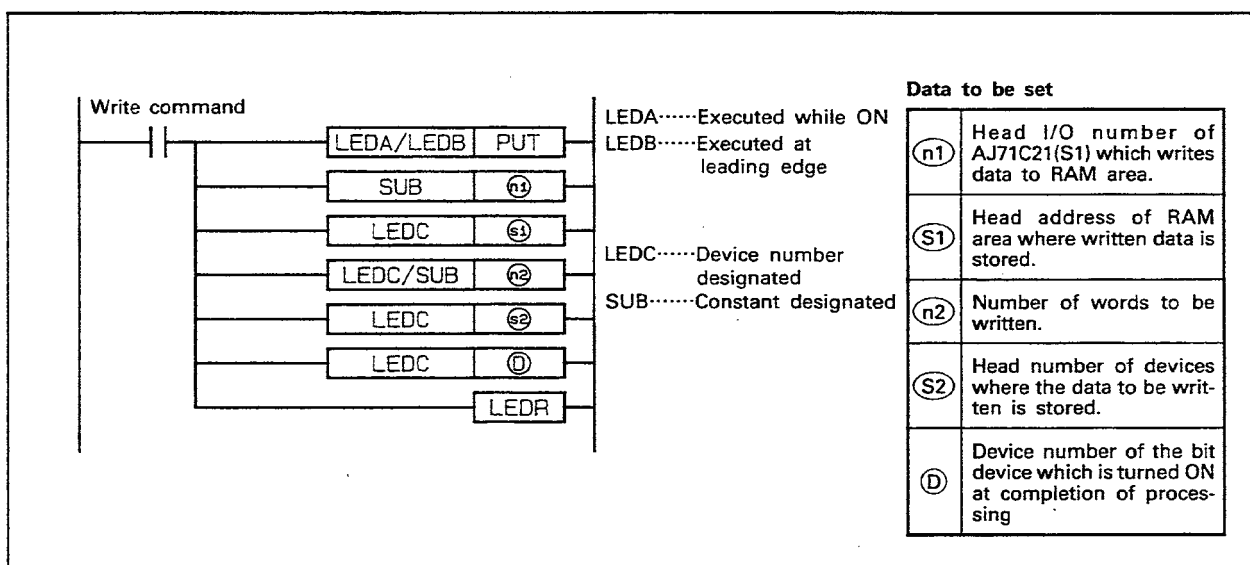 Write command
LEDA/LEDB PUT
SUB n1
LEDC s1
LEDC/SUB n2
LEDC s2
LEDC D
LEDR
LEDA······Executed while ON
LEDB······Executed at
leading edge
LEDC······Device number
designated
SUB·······Constant designated
Data to be set
n1 Head I/O number of
AJ71C21(S1) which writes
data to RAM area.
S1 Head address of RAM
area where written data is
stored.
n2 Number of words to be
written.
S2 Head number of devices
where the data to be writ-
ten is stored.
D Device number of the bit
device which is turned ON
at completion of proces-
sing